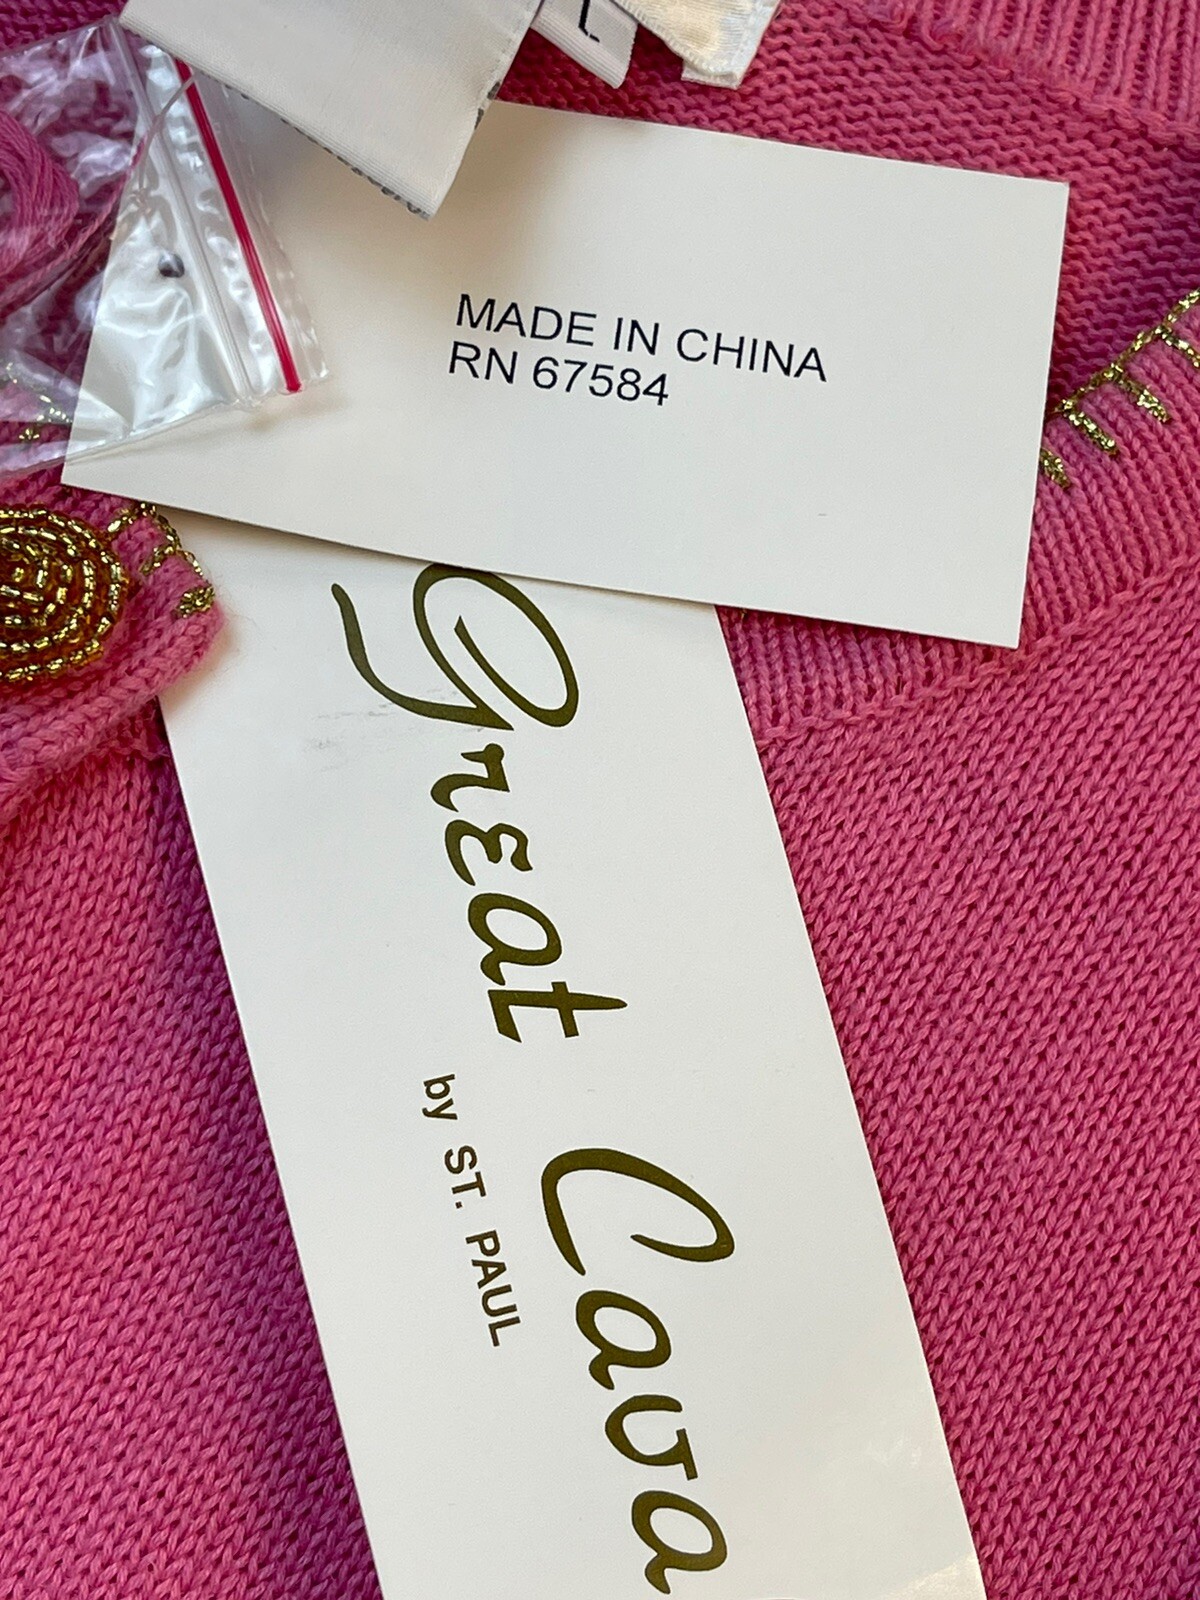 L
MADE IN CHINA
RN 67584
Great Cava
by ST. PAUL